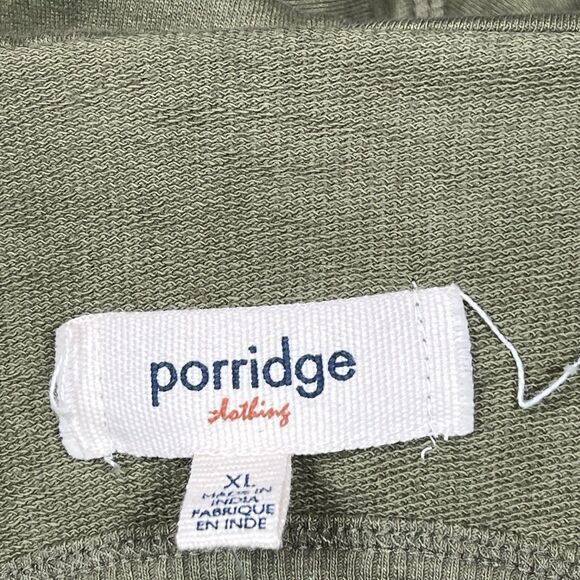 porridge
clothing
XL
MADE IN
INDIA
FABRIQUE
EN INDE